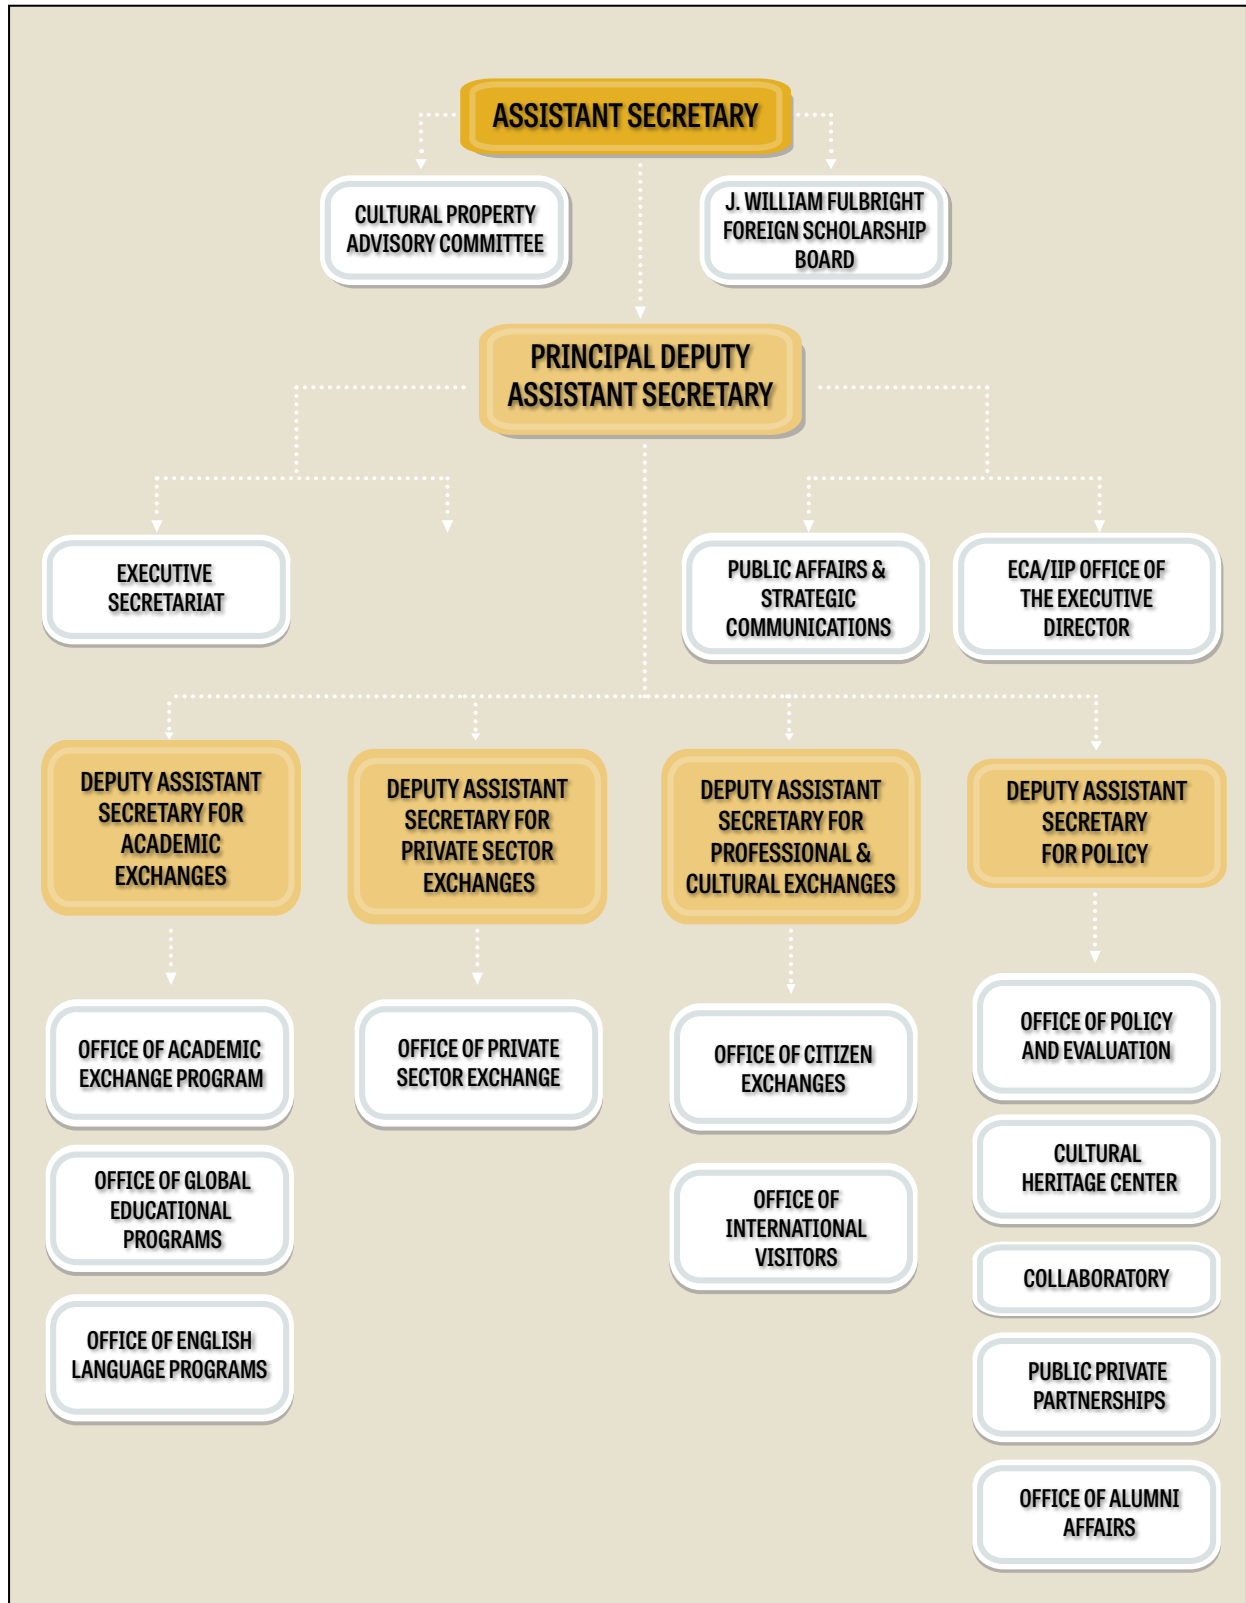 ASSISTANT SECRETARY
CULTURAL PROPERTY
ADVISORY COMMITTEE
J. WILLIAM FULBRIGHT
FOREIGN SCHOLARSHIP
BOARD
PRINCIPAL DEPUTY
ASSISTANT SECRETARY
EXECUTIVE
SECRETARIAT
PUBLIC AFFAIRS &
STRATEGIC
COMMUNICATIONS
ECA/IIP OFFICE OF
THE EXECUTIVE
DIRECTOR
DEPUTY ASSISTANT
SECRETARY FOR
ACADEMIC
EXCHANGES
DEPUTY ASSISTANT
SECRETARY FOR
PRIVATE SECTOR
EXCHANGES
DEPUTY ASSISTANT
SECRETARY FOR
PROFESSIONAL &
CULTURAL EXCHANGES
DEPUTY ASSISTANT
SECRETARY
FOR POLICY
OFFICE OF ACADEMIC
EXCHANGE PROGRAM
OFFICE OF GLOBAL
EDUCATIONAL
PROGRAMS
OFFICE OF ENGLISH
LANGUAGE PROGRAMS
OFFICE OF PRIVATE
SECTOR EXCHANGE
OFFICE OF CITIZEN
EXCHANGES
OFFICE OF
INTERNATIONAL
VISITORS
OFFICE OF POLICY
AND EVALUATION
CULTURAL
HERITAGE CENTER
COLLABORATORY
PUBLIC PRIVATE
PARTNERSHIPS
OFFICE OF ALUMNI
AFFAIRS